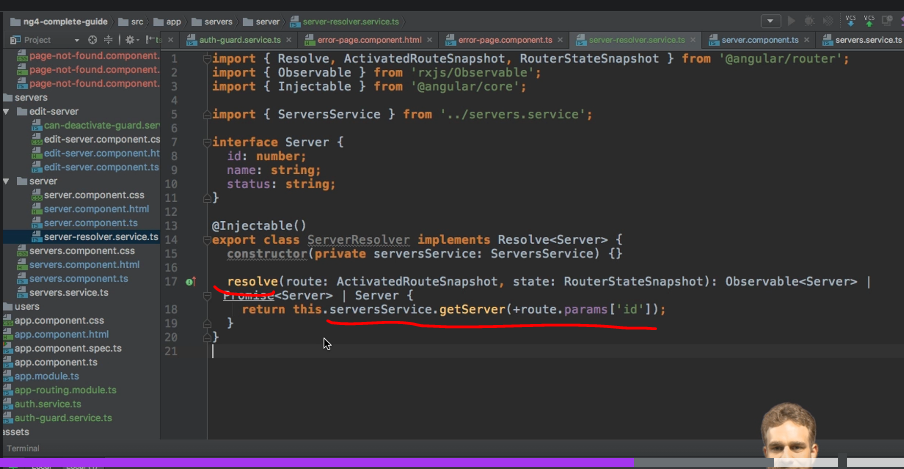 ng4-complete-guide src app servers server server-resolver.service.ts
Project
auth-guard.service.ts error-page.component.html error-page.component.ts server-resolver.service.ts server.component.ts servers.service.ts
page-not-found.component.
page-not-found.component.
page-not-found.component.
servers
edit-server
can-deactivate-guard.ser
edit-server.component.cs
edit-server.component.ht
edit-server.component.ts
server
server.component.css
server.component.html
server.component.ts
server-resolver.service.ts
servers.component.css
servers.component.html
servers.component.ts
servers.service.ts
users
app.component.css
app.component.html
app.component.spec.ts
app.component.ts
app.module.ts
app-routing.module.ts
auth.service.ts
auth-guard.service.ts
assets
1 import { Resolve, ActivatedRouteSnapshot, RouterStateSnapshot } from '@angular/router';
2 import { Observable } from 'rxjs/Observable';
3 import { Injectable } from '@angular/core';
4
5 import { ServersService } from '../servers.service';
6
7 interface Server {
8 id: number;
9 name: string;
10 status: string;
11 }
12
13 @Injectable()
14 export class ServerResolver implements Resolve<Server> {
15 constructor(private serversService: ServersService) {}
16
17 resolve(route: ActivatedRouteSnapshot, state: RouterStateSnapshot): Observable<Server> |
Promise<Server> | Server {
18 return this.serversService.getServer(+route.params['id']);
19 }
20 }
21
Terminal